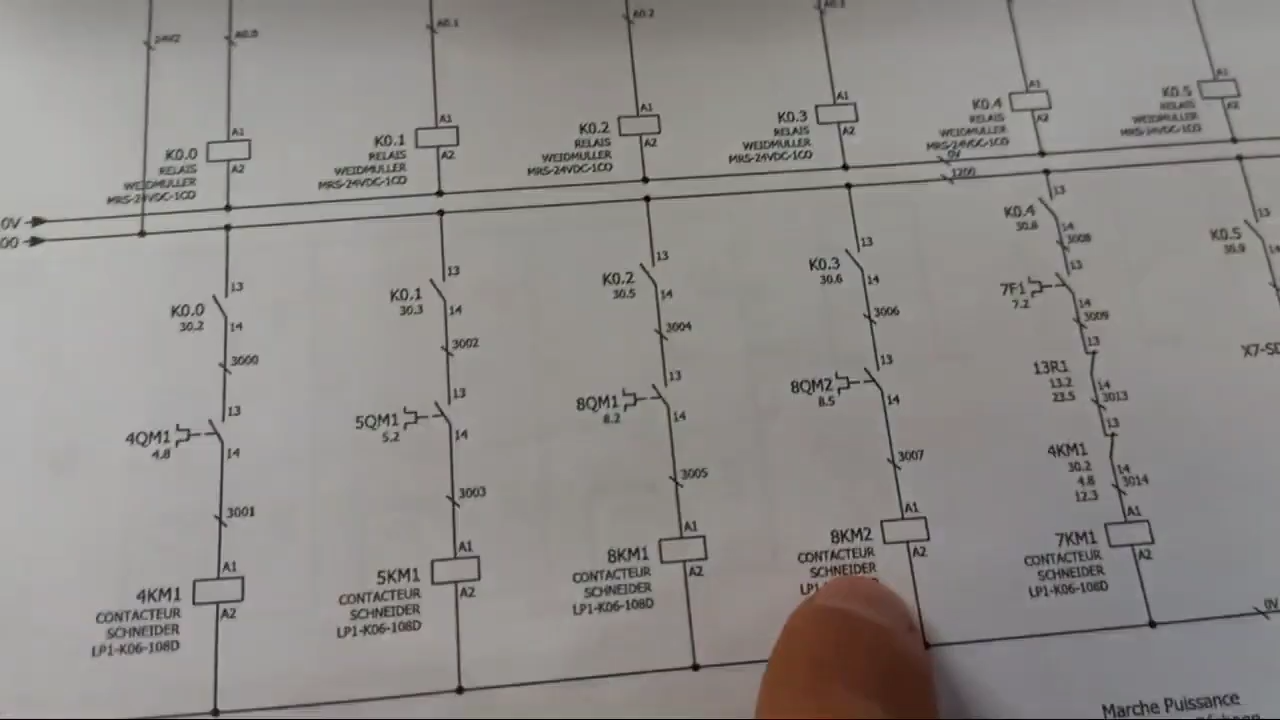 24V2
A0.0
A0.1
A0.2
A1
K0.0
RELAIS
WEIDMULLER
MRS-24VDC-1CO
A2
A1
K0.1
RELAIS
WEIDMULLER
MRS-24VDC-1CO
A2
A1
K0.2
RELAIS
WEIDMULLER
MRS-24VDC-1CO
A2
A1
K0.3
RELAIS
WEIDMULLER
MRS-24VDC-1CO
A2
A1
K0.4
RELAIS
WEIDMULLER
MRS-24VDC-1CO
A2
A1
K0.5
RELAIS
WEIDMULLER
MRS-24VDC-1CO
A2
0V
1200
0V
00
13
K0.0
30.2
14
3000
13
4QM1
4.8
14
3001
A1
4KM1
A2
CONTACTEUR
SCHNEIDER
LP1-K06-108D
13
K0.1
30.3
14
3002
13
5QM1
5.2
14
3003
A1
5KM1
A2
CONTACTEUR
SCHNEIDER
LP1-K06-108D
13
K0.2
30.5
14
3004
13
8QM1
8.2
14
3005
A1
8KM1
A2
CONTACTEUR
SCHNEIDER
LP1-K06-108D
13
K0.3
30.6
14
3006
13
8QM2
8.5
14
3007
A1
8KM2
A2
CONTACTEUR
SCHNEIDER
13
K0.4
30.8
14
3008
13
7F1
7.2
14
3009
13
13R1
13.2
23.5
14
3013
13
4KM1
30.2
4.8
12.3
14
3014
A1
7KM1
A2
CONTACTEUR
SCHNEIDER
LP1-K06-108D
13
K0.5
30.9
14
0V
Marche Puissance